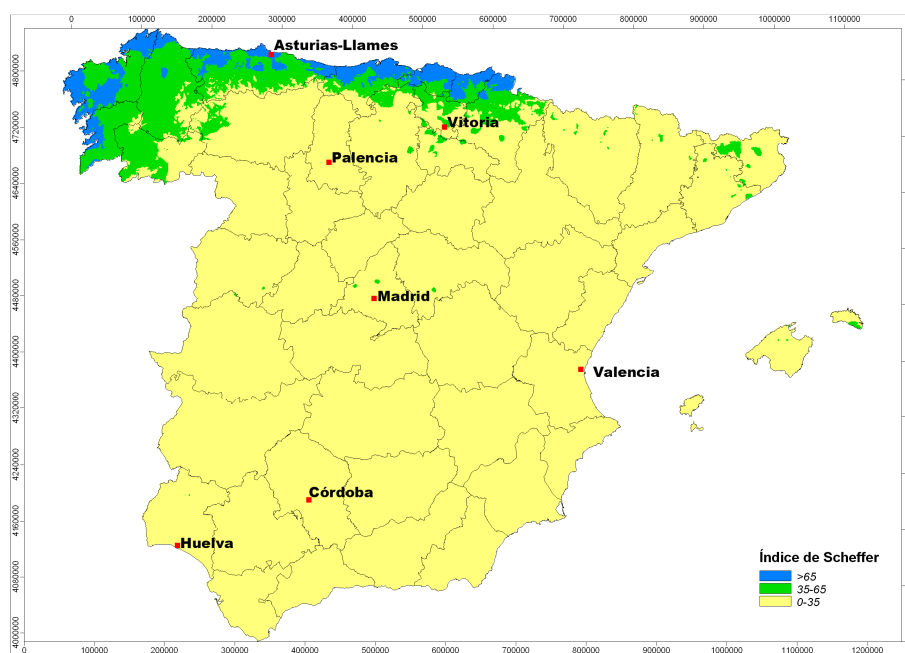 0 100000 200000 300000 400000 500000 600000 700000 800000 900000 1000000 1100000
Asturias-Llames
4800000
Vitoria
4720000
Palencia
4640000
4560000
4480000
Madrid
4400000
Valencia
4320000
4240000
Córdoba
4160000
Huelva
4080000
4000000
Índice de Scheffer
>65
35-65
0-35
0 100000 200000 300000 400000 500000 600000 700000 800000 900000 1000000 1100000 1200000